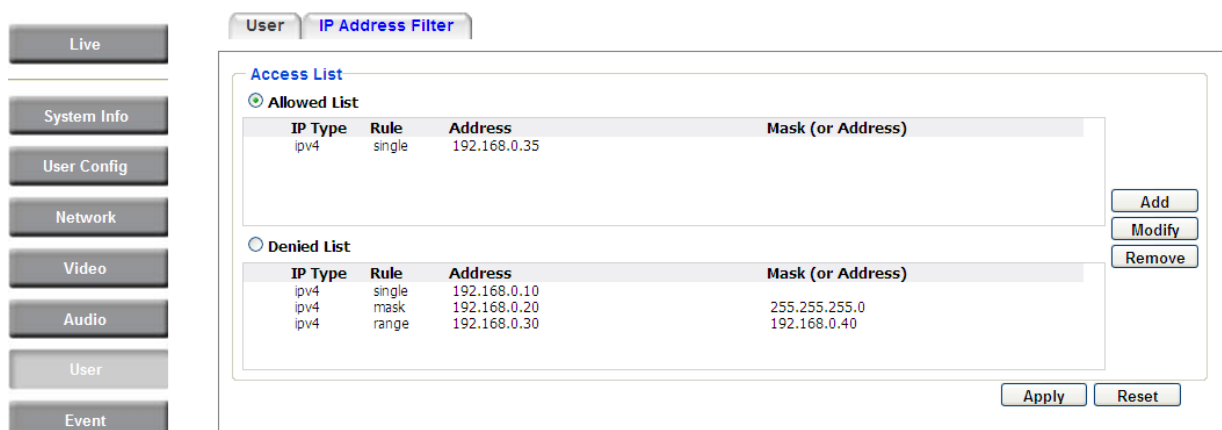 User IP Address Filter
Live
System Info
User Config
Network
Video
Audio
User
Event
Access List
Allowed List
IP Type Rule Address Mask (or Address)
ipv4 single 192.168.0.35
Denied List
IP Type Rule Address Mask (or Address)
ipv4 single 192.168.0.10
ipv4 mask 192.168.0.20 255.255.255.0
ipv4 range 192.168.0.30 192.168.0.40
Add
Modify
Remove
Apply Reset